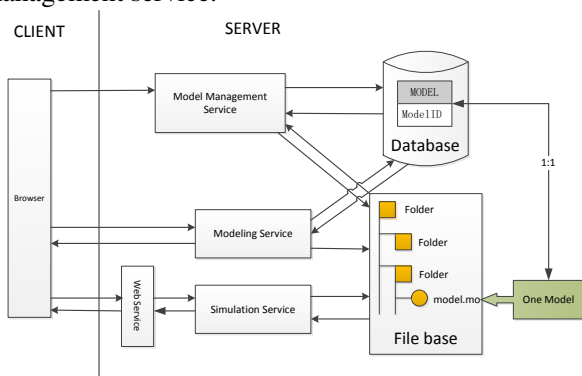 anagement service.
CLIENT
SERVER
Model Management
Service
MODEL
ModelID
Database
1:1
Browser
Folder
Modeling Service
Folder
Folder
Web Service
Simulation Service
model.mo
One Model
File base